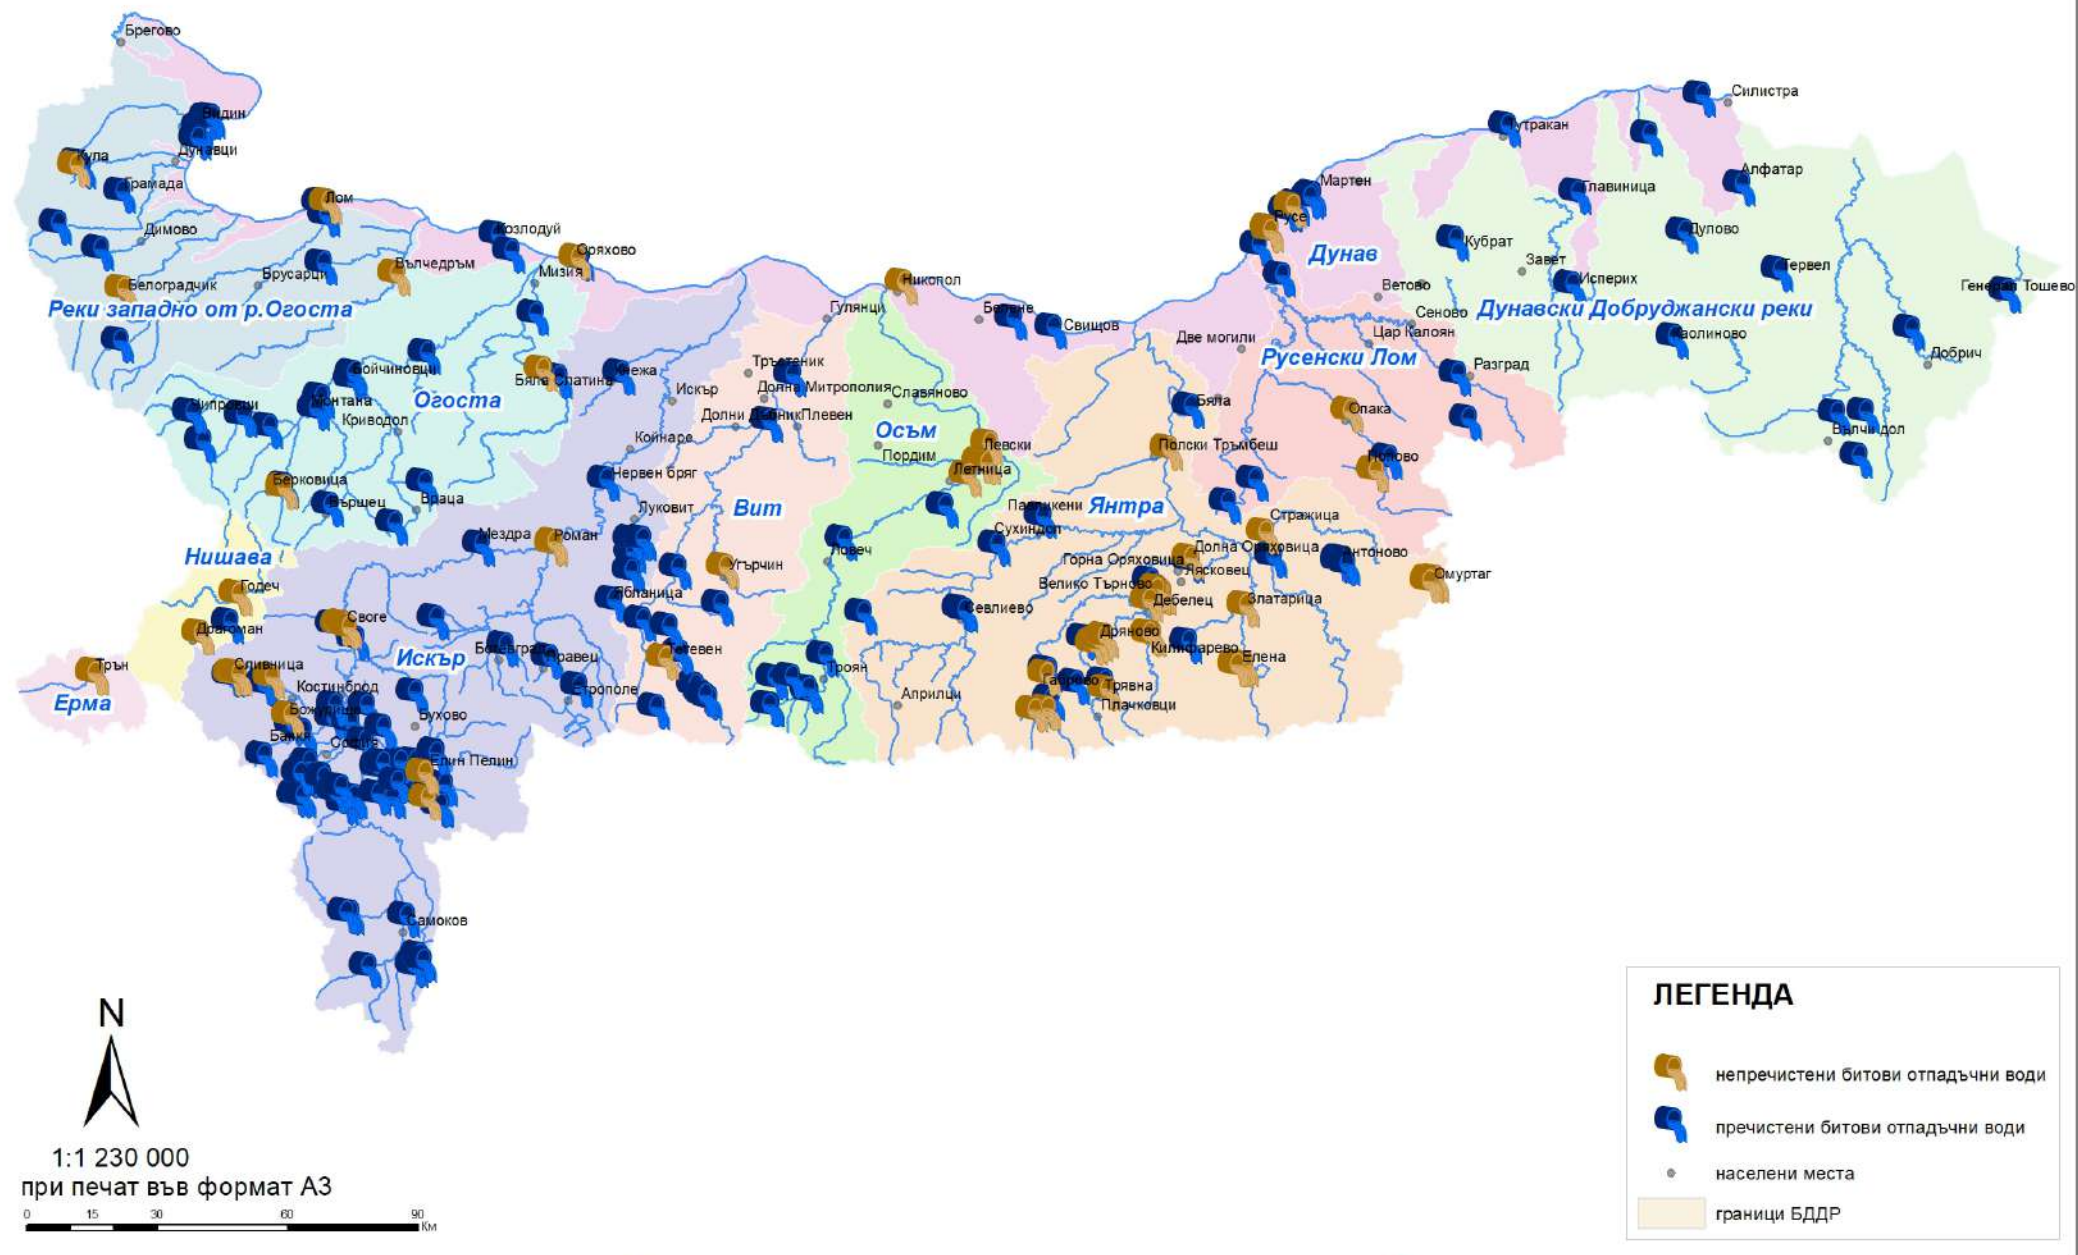 Брегово
Видин
Дунавци
Кула
Грамада
Димово
Лом
Козлодуй
Оряхово
Мизия
Вълчедръм
Брусарци
Белоградчик
Реки западно от р.Огоста
Никопол
Гулянци
Белене
Свищов
Мартен
Русе
Дунав
Тутракан
Силистра
Алфатар
Главиница
Дулово
Кубрат
Завет
Исперих
Тервел
Генерал Тошево
Ветово
Сеново
Дунавски Добруджански реки
Цар Калоян
Две могили
Русенски Лом
Каолиново
Добрич
Разград
Вълчи дол
Бойчиновци
Огоста
Бяла Слатина
Кнежа
Искър
Тръстеник
Долна Митрополия
Славяново
Долни Дъбник
Плевен
Чипровци
Монтана
Криводол
Койнаре
Осъм
Пордим
Левски
Летница
Бяла
Опака
Полски Тръмбеш
Попово
Берковица
Вършец
Враца
Червен бряг
Луковит
Вит
Павликени
Янтра
Сухиндол
Стражица
Мездра
Роман
Ловеч
Горна Оряховица
Долна Оряховица
Антоново
Омуртаг
Нишава
Годеч
Угърчин
Лясковец
Велико Търново
Дебелец
Златарица
Ябланица
Севлиево
Драгоман
Своге
Дряново
Килифарево
Елена
Ботевград
Правец
Тетевен
Искър
Трън
Сливница
Костинброд
Етрополе
Троян
Априлци
Габрово
Трявна
Плачковци
Ерма
Божурище
Бухово
Банкя
София
Елин Пелин
Самоков
N
1:1 230 000
при печат във формат А3
0 15 30 60 90
Км
ЛЕГЕНДА
непречистени битови отпадъчни води
пречистени битови отпадъчни води
населени места
граници БДДР